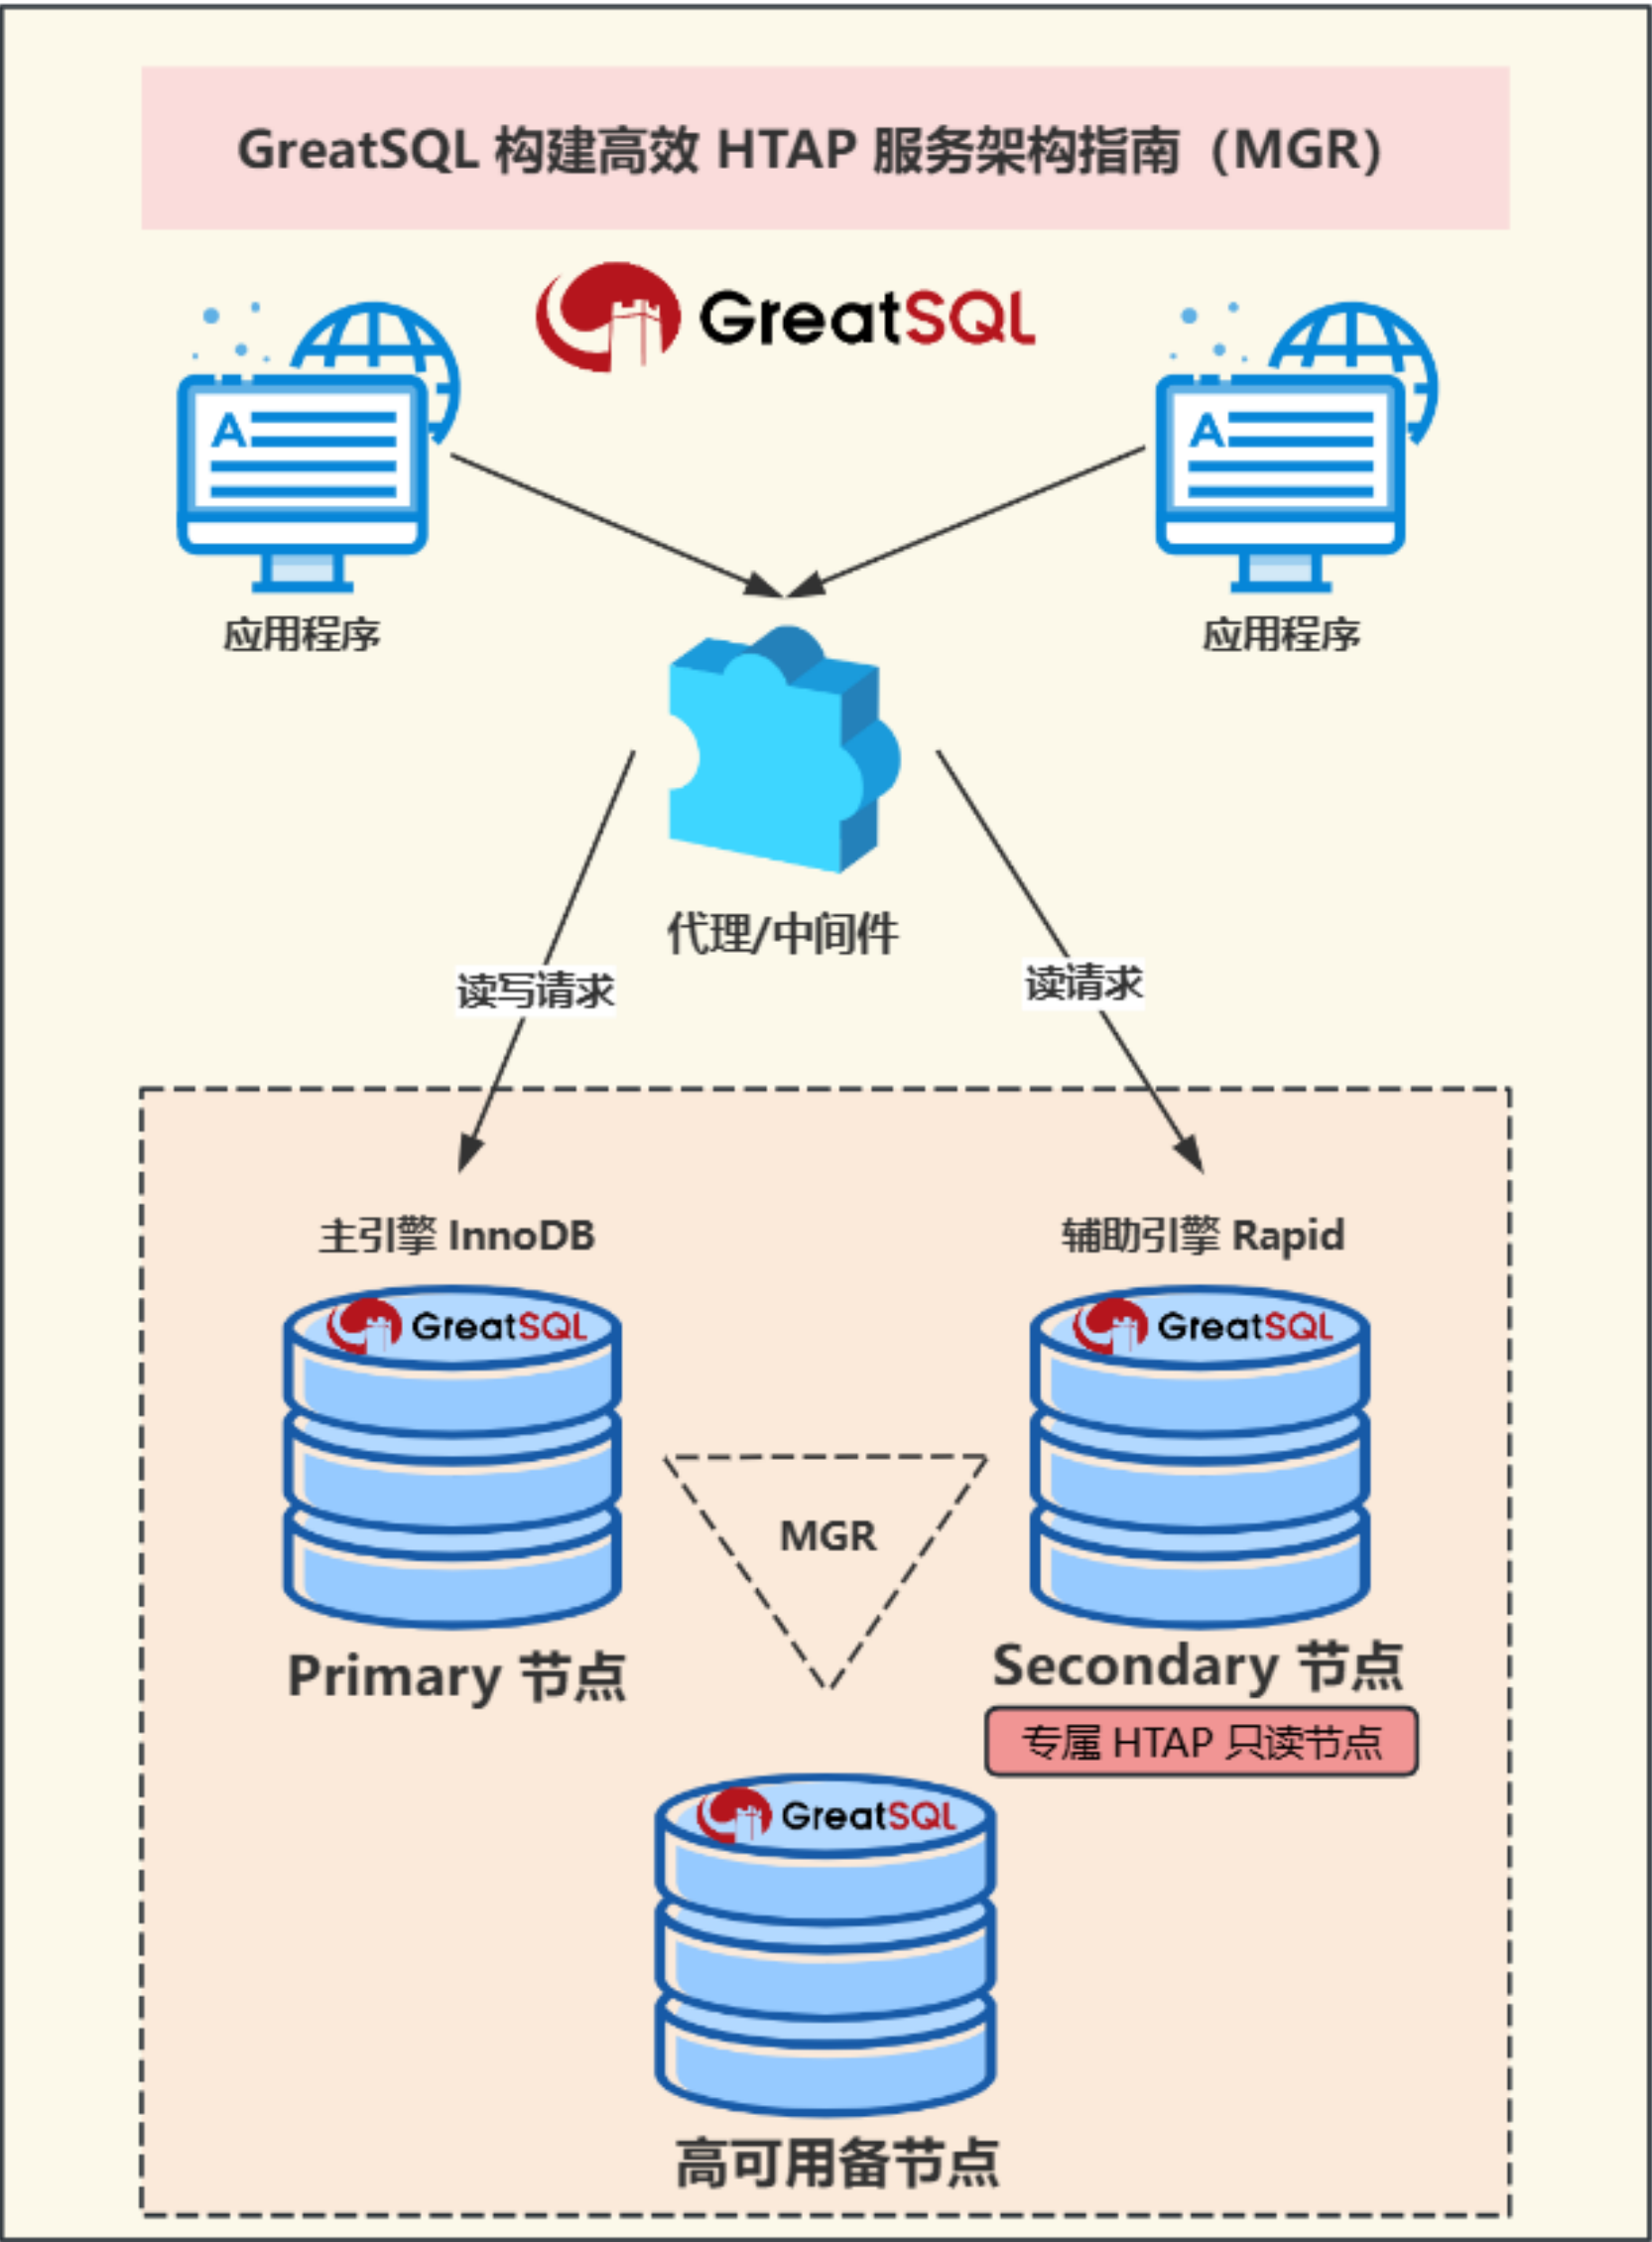 GreatSQL 构建高效 HTAP 服务架构指南（MGR）
GreatSQL
A
A
应用程序
应用程序
代理/中间件
读写请求
读请求
主引擎 InnoDB
辅助引擎 Rapid
GreatSQL
GreatSQL
MGR
Primary 节点
Secondary 节点
专属 HTAP 只读节点
GreatSQL
高可用备节点